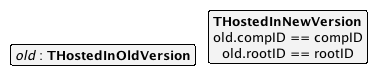 old : THostedInOldVersion
THostedInNewVersion
old.compID == compID
old.rootID == rootID